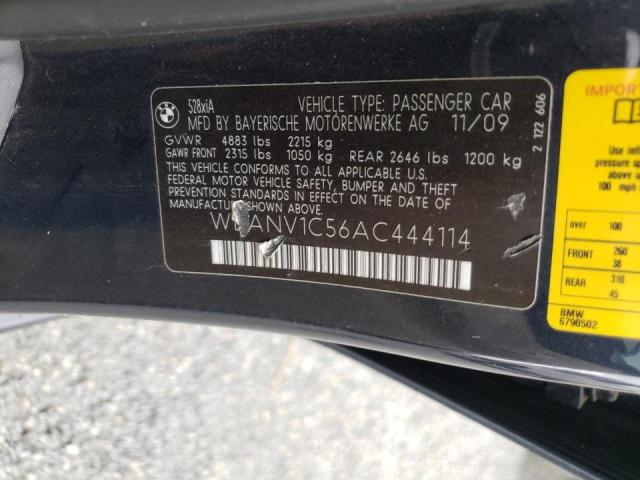 BMW
528xiA
VEHICLE TYPE: PASSENGER CAR
MFD BY BAYERISCHE MOTORENWERKE AG 11/09
GVWR 4883 lbs 2215 kg
GAWR FRONT 2315 lbs 1050 kg REAR 2646 lbs 1200 kg
THIS VEHICLE CONFORMS TO ALL APPLICABLE U.S.
FEDERAL MOTOR VEHICLE SAFETY, BUMPER AND THEFT
PREVENTION STANDARDS IN EFFECT ON THE DATE OF
MANUFACTURE SHOWN ABOVE.
ANV1C56AC444114
2 122 606
over 100
FRONT 260
38
REAR 310
45
BMW
6790502